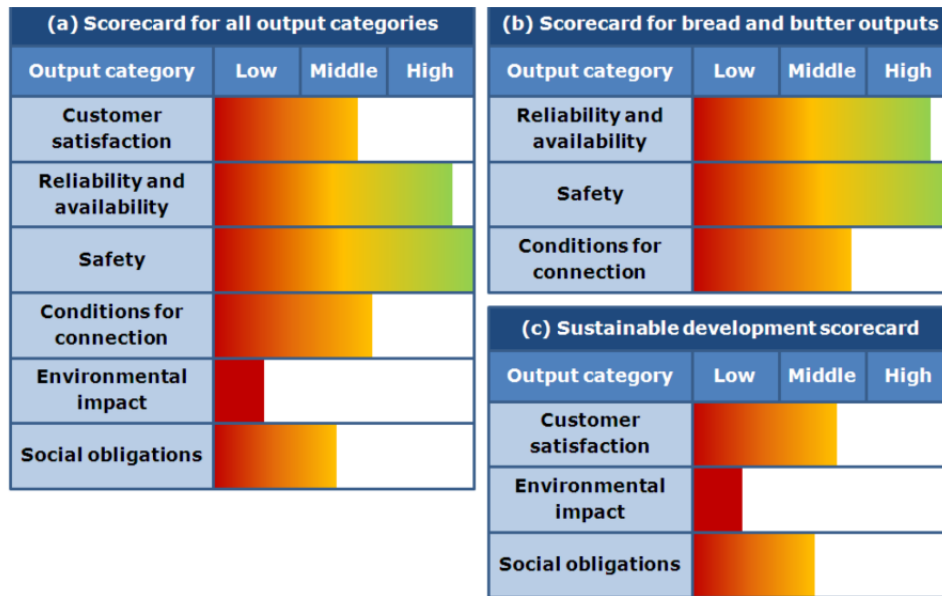 (a) Scorecard for all output categories
Output category Low Middle High
Customer
satisfaction
Reliability and
availability
Safety
Conditions for
connection
Environmental
impact
Social obligations
(b) Scorecard for bread and butter outputs
Output category Low Middle High
Reliability and
availability
Safety
Conditions for
connection
(c) Sustainable development scorecard
Output category Low Middle High
Customer
satisfaction
Environmental
impact
Social obligations